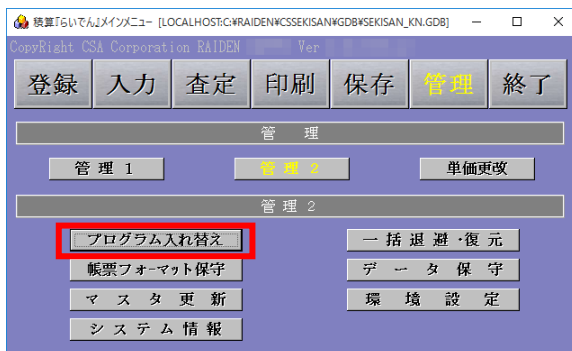 積算「らいでん」メインメニュー [LOCALHOST:C:¥RAIDEN¥CSSEKISAN¥GDB¥SEKISAN_KN.GDB]
CopyRight CSA Corporation RAIDEN Ver
登録 入力 査定 印刷 保存 管理 終了
管 理
管 理 1 管 理 2 単価更改
管 理 2
プログラム入れ替え 一 括 退 避 ・復 元
帳票フォーマット保守 デ ー タ 保 守
マ ス タ 更 新 環 境 設 定
シ ス テ ム 情 報